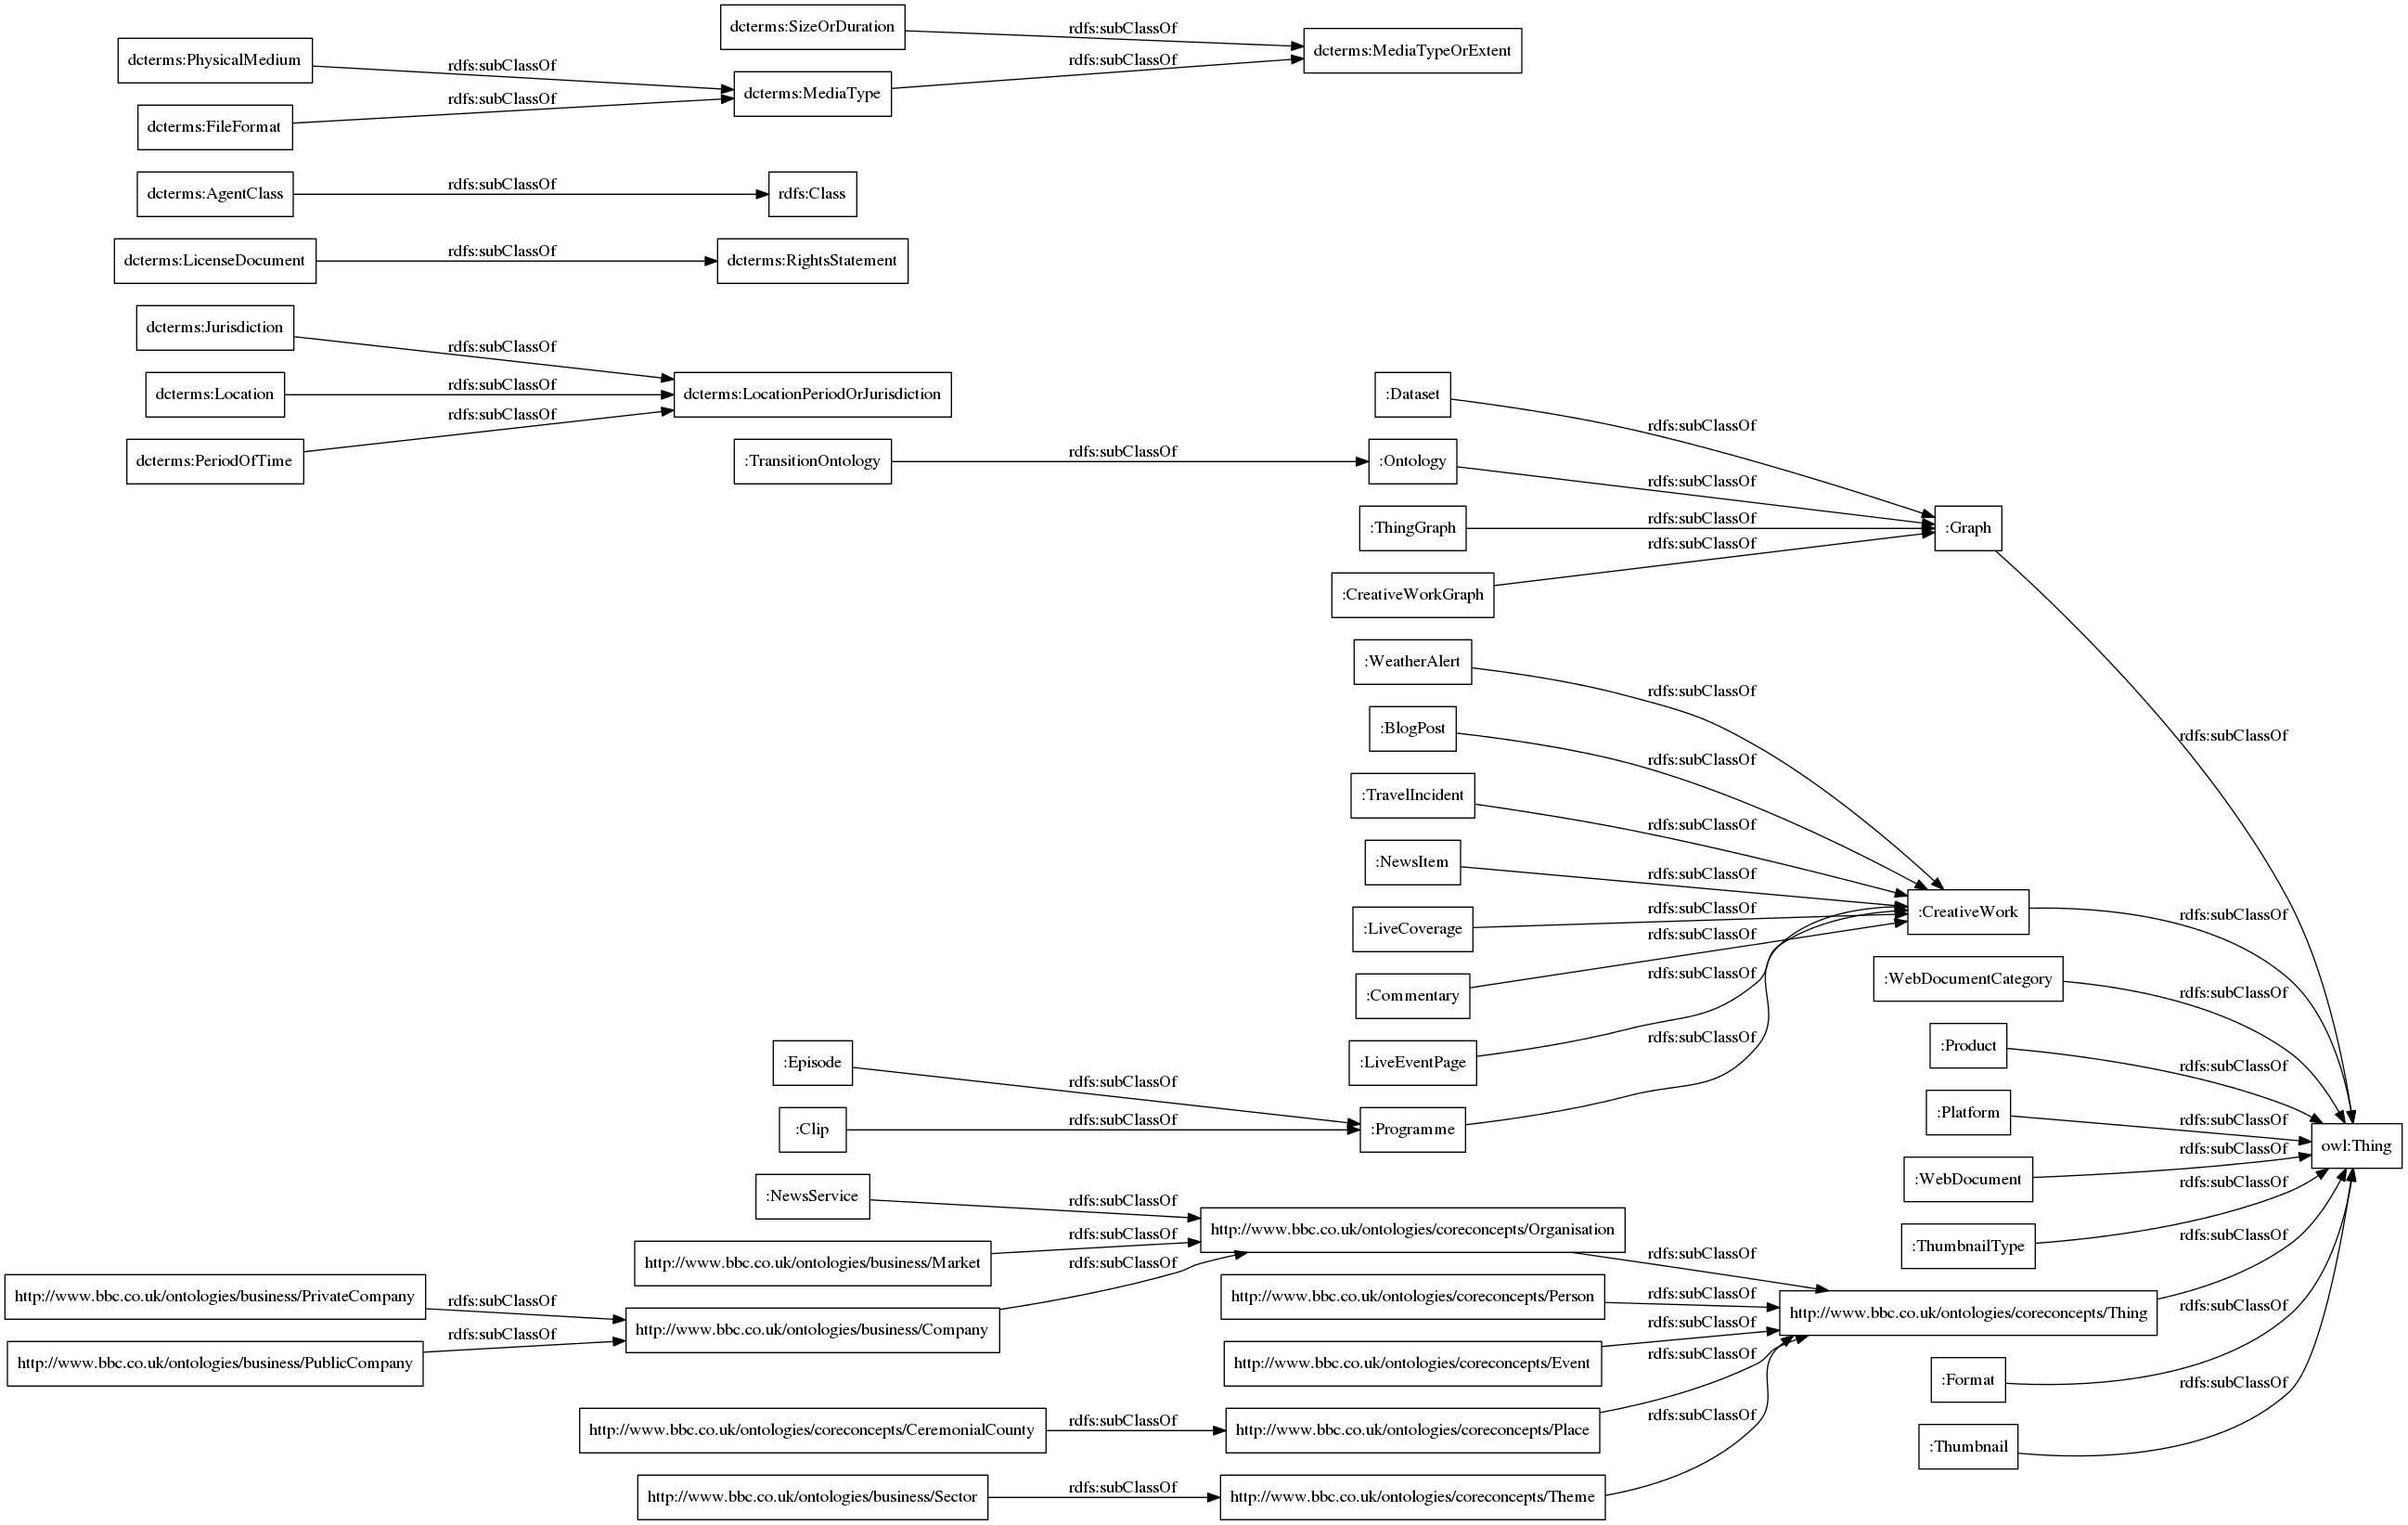 dcterms:SizeOrDuration
rdfs:subClassOf
dcterms:MediaTypeOrExtent
dcterms:PhysicalMedium
rdfs:subClassOf
rdfs:subClassOf
dcterms:MediaType
rdfs:subClassOf
dcterms:FileFormat
dcterms:AgentClass
rdfs:subClassOf
rdfs:Class
dcterms:LicenseDocument
rdfs:subClassOf
dcterms:RightsStatement
dcterms:Jurisdiction
rdfs:subClassOf
dcterms:Location
rdfs:subClassOf
dcterms:LocationPeriodOrJurisdiction
rdfs:subClassOf
dcterms:PeriodOfTime
:Dataset
rdfs:subClassOf
:TransitionOntology
rdfs:subClassOf
:Ontology
rdfs:subClassOf
:ThingGraph
rdfs:subClassOf
:Graph
rdfs:subClassOf
:CreativeWorkGraph
:WeatherAlert
rdfs:subClassOf
:BlogPost
rdfs:subClassOf
rdfs:subClassOf
:TravelIncident
rdfs:subClassOf
:NewsItem
rdfs:subClassOf
:LiveCoverage
rdfs:subClassOf
:CreativeWork
rdfs:subClassOf
rdfs:subClassOf
:Commentary
rdfs:subClassOf
:WebDocumentCategory
rdfs:subClassOf
:LiveEventPage
rdfs:subClassOf
:Product
rdfs:subClassOf
:Episode
rdfs:subClassOf
:Clip
rdfs:subClassOf
:Programme
:Platform
rdfs:subClassOf
owl:Thing
rdfs:subClassOf
:WebDocument
rdfs:subClassOf
:NewsService
rdfs:subClassOf
http://www.bbc.co.uk/ontologies/coreconcepts/Organisation
rdfs:subClassOf
:ThumbnailType
rdfs:subClassOf
http://www.bbc.co.uk/ontologies/business/Market
rdfs:subClassOf
rdfs:subClassOf
http://www.bbc.co.uk/ontologies/business/PrivateCompany
rdfs:subClassOf
http://www.bbc.co.uk/ontologies/coreconcepts/Person
rdfs:subClassOf
http://www.bbc.co.uk/ontologies/coreconcepts/Thing
rdfs:subClassOf
http://www.bbc.co.uk/ontologies/business/Company
rdfs:subClassOf
http://www.bbc.co.uk/ontologies/business/PublicCompany
rdfs:subClassOf
http://www.bbc.co.uk/ontologies/coreconcepts/Event
rdfs:subClassOf
:Format
rdfs:subClassOf
http://www.bbc.co.uk/ontologies/coreconcepts/CeremonialCounty
rdfs:subClassOf
http://www.bbc.co.uk/ontologies/coreconcepts/Place
rdfs:subClassOf
:Thumbnail
http://www.bbc.co.uk/ontologies/business/Sector
rdfs:subClassOf
http://www.bbc.co.uk/ontologies/coreconcepts/Theme